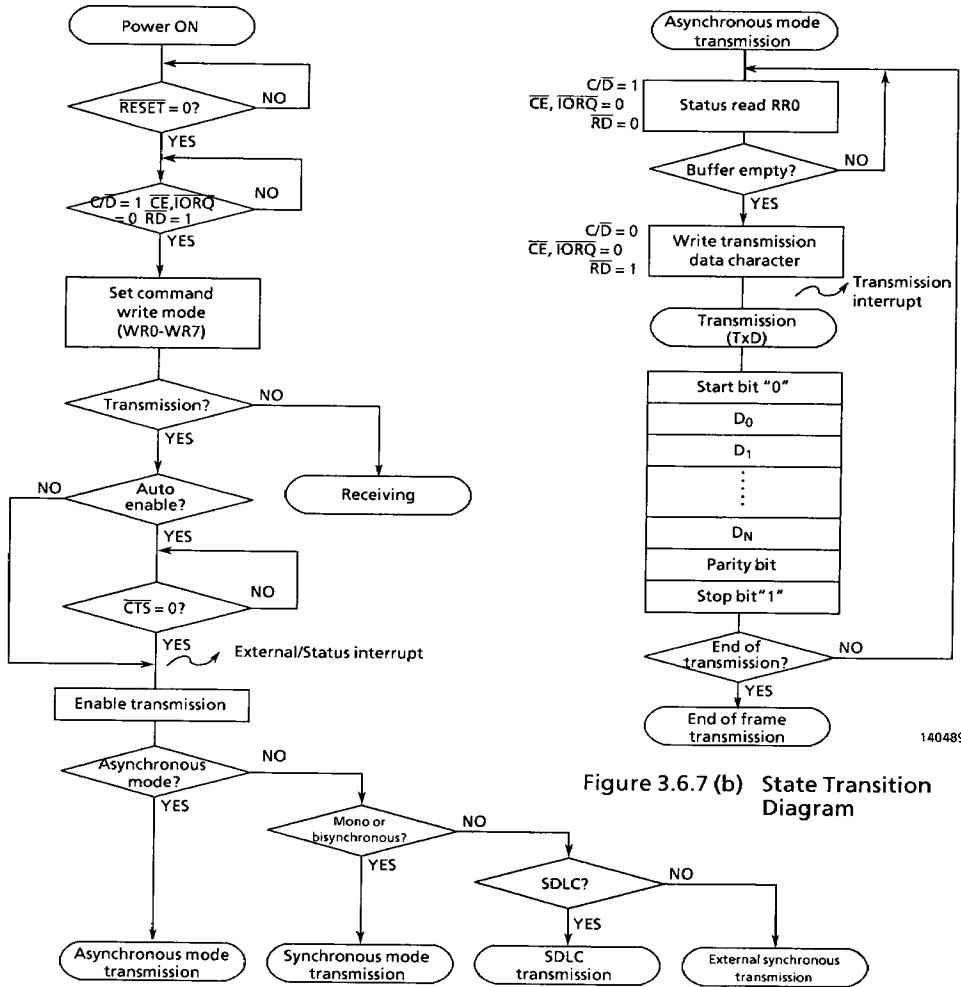 Power ON
RESET = 0?
NO
YES
C/D = 1 CE, IORQ
= 0 RD = 1
NO
YES
Set command
write mode
(WR0-WR7)
Transmission?
NO
YES
Receiving
Auto
enable?
NO
YES
CTS = 0?
NO
YES
External/Status interrupt
Enable transmission
Asynchronous
mode?
NO
YES
Mono or
bisynchronous?
NO
YES
SDLC?
NO
YES
Asynchronous mode
transmission
Synchronous mode
transmission
SDLC
transmission
External synchronous
transmission
Asynchronous mode
transmission
C/D = 1
CE, IORQ = 0
RD = 0
Status read RR0
Buffer empty?
NO
YES
C/D = 0
CE, IORQ = 0
RD = 1
Write transmission
data character
Transmission
interrupt
Transmission
(TxD)
Start bit "0"
D0
D1
DN
Parity bit
Stop bit "1"
End of
transmission?
NO
YES
End of frame
transmission
140489
Figure 3.6.7 (b) State Transition
Diagram